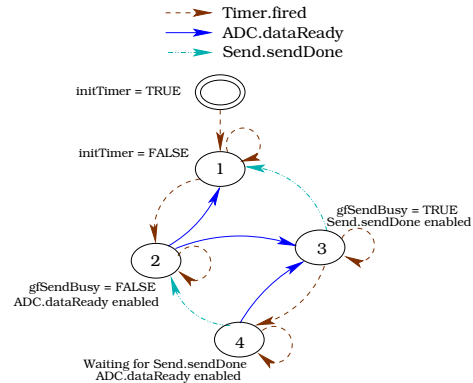 Timer.fired
ADC.dataReady
Send.sendDone
initTimer = TRUE
initTimer = FALSE
1
gfSendBusy = TRUE
Send.sendDone enabled
3
2
gfSendBusy = FALSE
ADC.dataReady enabled
4
Waiting for Send.sendDone
ADC.dataReady enabled